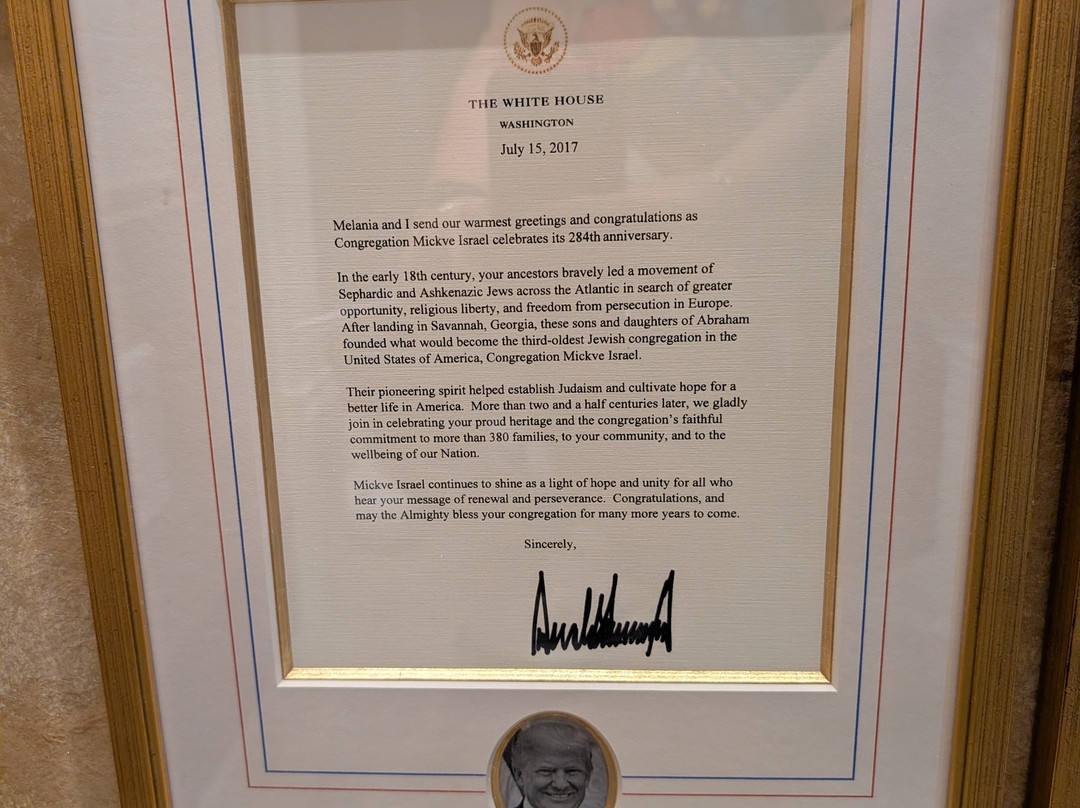 THE WHITE HOUSE
WASHINGTON
July 15, 2017
Melania and I send our warmest greetings and congratulations as
Congregation Mickve Israel celebrates its 284th anniversary.
In the early 18th century, your ancestors bravely led a movement of
Sephardic and Ashkenazic Jews across the Atlantic in search of greater
opportunity, religious liberty, and freedom from persecution in Europe.
After landing in Savannah, Georgia, these sons and daughters of Abraham
founded what would become the third-oldest Jewish congregation in the
United States of America, Congregation Mickve Israel.
Their pioneering spirit helped establish Judaism and cultivate hope for a
better life in America. More than two and a half centuries later, we gladly
join in celebrating your proud heritage and the congregation's faithful
commitment to more than 380 families, to your community, and to the
wellbeing of our Nation.
Mickve Israel continues to shine as a light of hope and unity for all who
hear your message of renewal and perseverance. Congratulations, and
may the Almighty bless your congregation for many more years to come.
Sincerely,